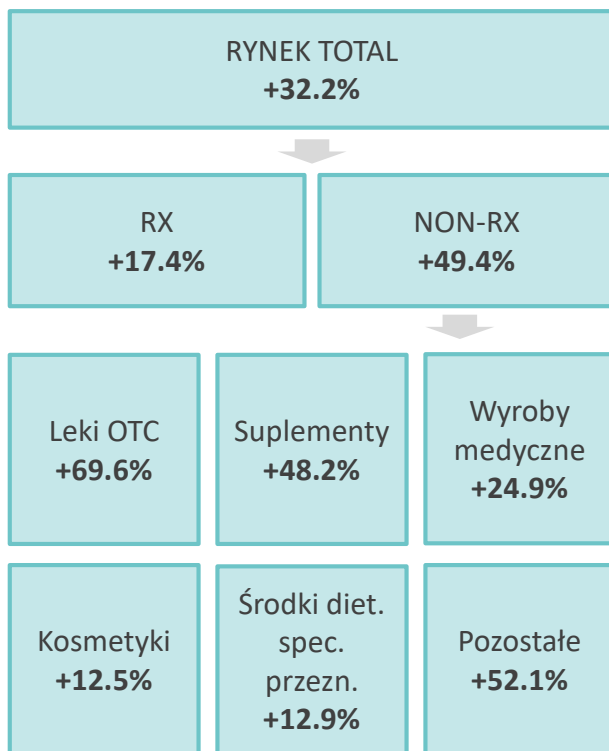 RYNEK TOTAL
+32.2%
RX
+17.4%
NON-RX
+49.4%
Leki OTC
+69.6%
Suplementy
+48.2%
Wyroby
medyczne
+24.9%
Kosmetyki
+12.5%
Środki diet.
spec.
przezn.
+12.9%
Pozostałe
+52.1%